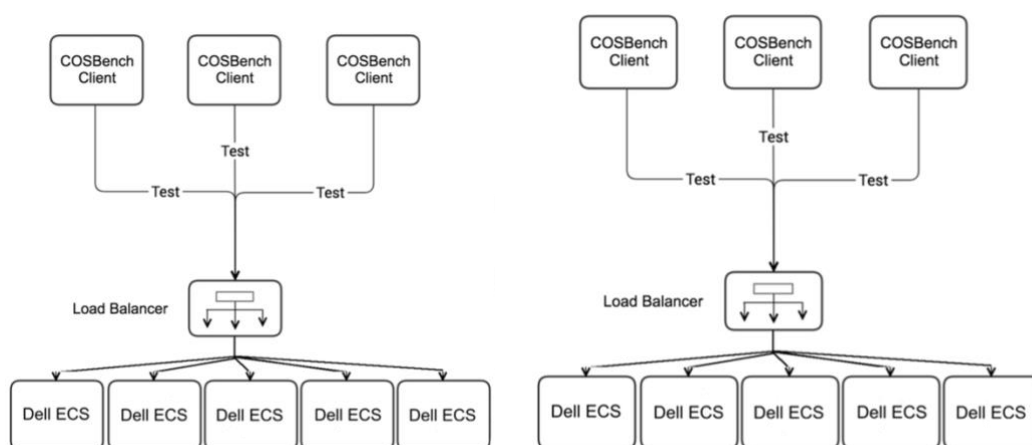 COSBench
Client
COSBench
Client
COSBench
Client
Test
Test
Test
Load Balancer
Dell ECS
Dell ECS
Dell ECS
Dell ECS
Dell ECS
COSBench
Client
COSBench
Client
COSBench
Client
Test
Test
Test
Load Balancer
Dell ECS
Dell ECS
Dell ECS
Dell ECS
Dell ECS